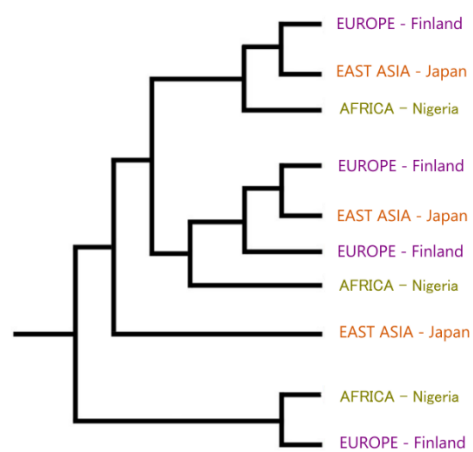 EUROPE - Finland
EAST ASIA - Japan
AFRICA – Nigeria
EUROPE - Finland
EAST ASIA - Japan
EUROPE - Finland
AFRICA – Nigeria
EAST ASIA - Japan
AFRICA – Nigeria
EUROPE - Finland